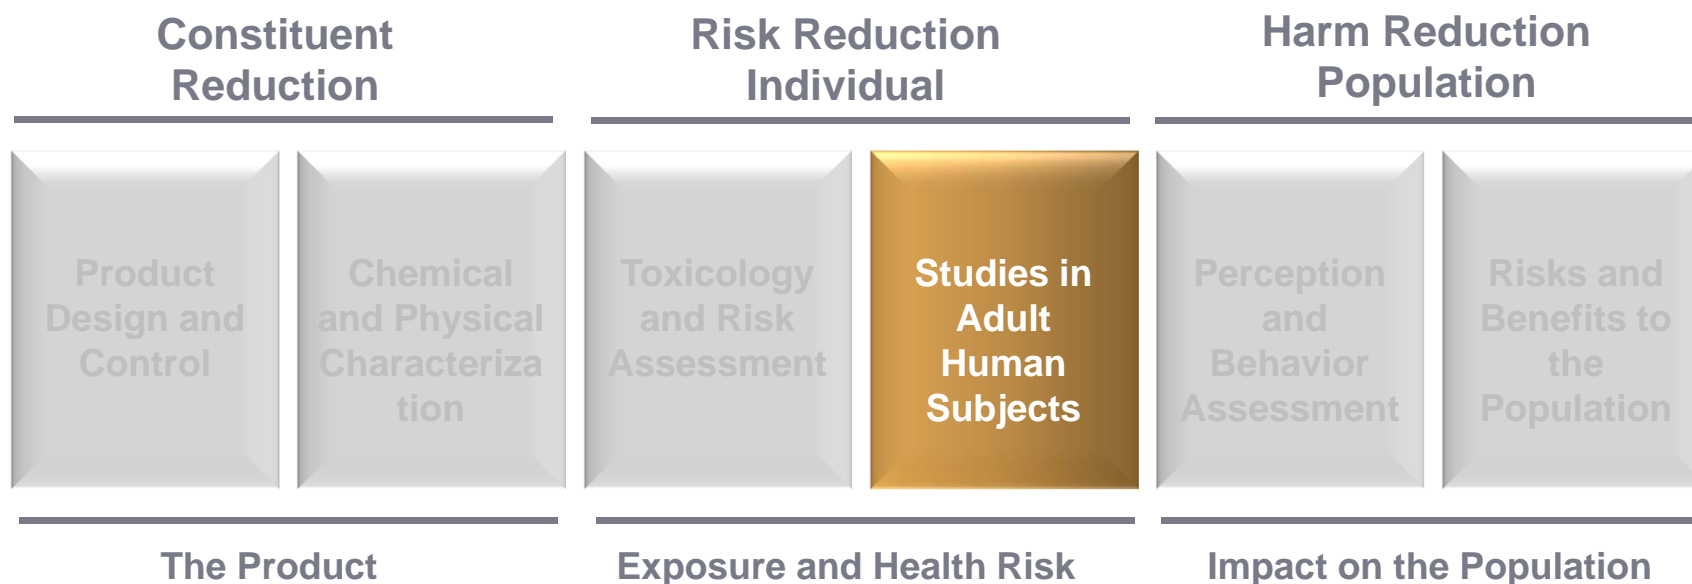 Constituent
Reduction
Risk Reduction
Individual
Harm Reduction
Population
Product
Design and
Control
Chemical
and Physical
Characteriza
tion
Toxicology
and Risk
Assessment
Studies in
Adult
Human
Subjects
Perception
and
Behavior
Assessment
Risks and
Benefits to
the
Population
The Product
Exposure and Health Risk
Impact on the Population